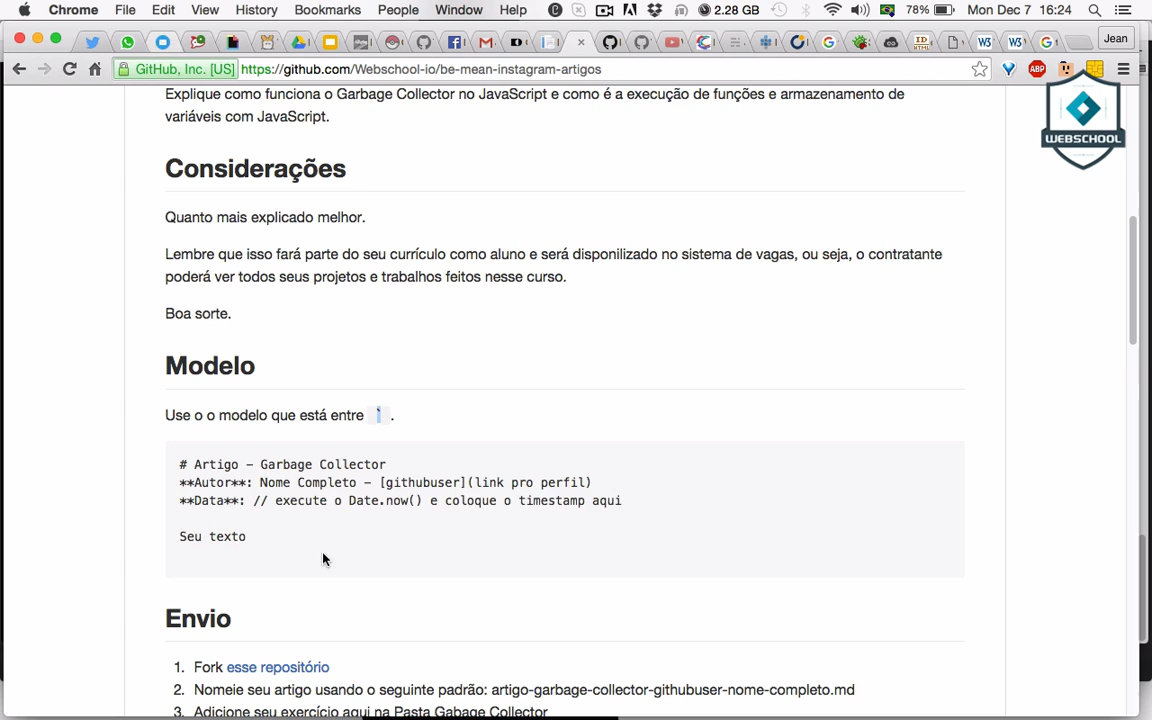 Chrome File Edit View History Bookmarks People Window Help 2.28 GB 78% Mon Dec 7 16:24
Jean
GitHub, Inc. [US] https://github.com/Webschool-io/be-mean-instagram-artigos
ABP
WEBSCHOOL
Explique como funciona o Garbage Collector no JavaScript e como é a execução de funções e armazenamento de
variáveis com JavaScript.
Considerações
Quanto mais explicado melhor.
Lembre que isso fará parte do seu currículo como aluno e será disponilizado no sistema de vagas, ou seja, o contratante
poderá ver todos seus projetos e trabalhos feitos nesse curso.
Boa sorte.
Modelo
Use o o modelo que está entre ` .
# Artigo - Garbage Collector
**Autor**: Nome Completo - [githubuser](link pro perfil)
**Data**: // execute o Date.now() e coloque o timestamp aqui
Seu texto
Envio
1. Fork esse repositório
2. Nomeie seu artigo usando o seguinte padrão: artigo-garbage-collector-githubuser-nome-completo.md
3. Adicione seu exercício aqui na Pasta Gabage Collector